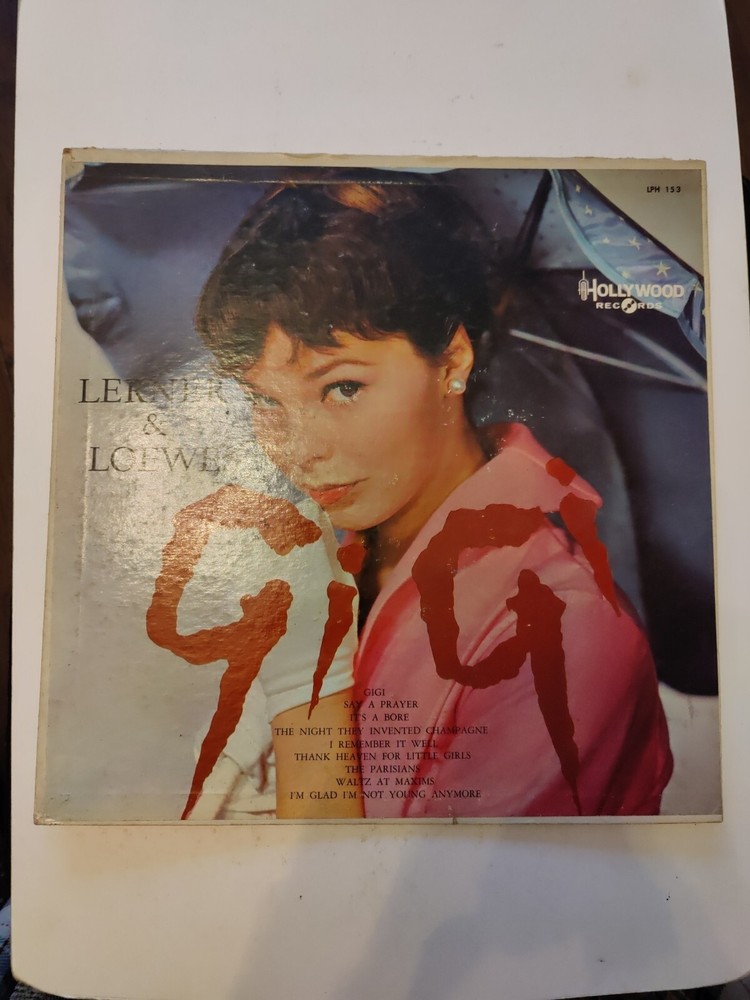 LPH 153
HOLLYWOOD
RECORDS
LERNER
&
LOEWE
Gigi
GIGI
SAY A PRAYER
IT'S A BORE
THE NIGHT THEY INVENTED CHAMPAGNE
I REMEMBER IT WELL
THANK HEAVEN FOR LITTLE GIRLS
THE PARISIANS
WALTZ AT MAXIMS
I'M GLAD I'M NOT YOUNG ANYMORE